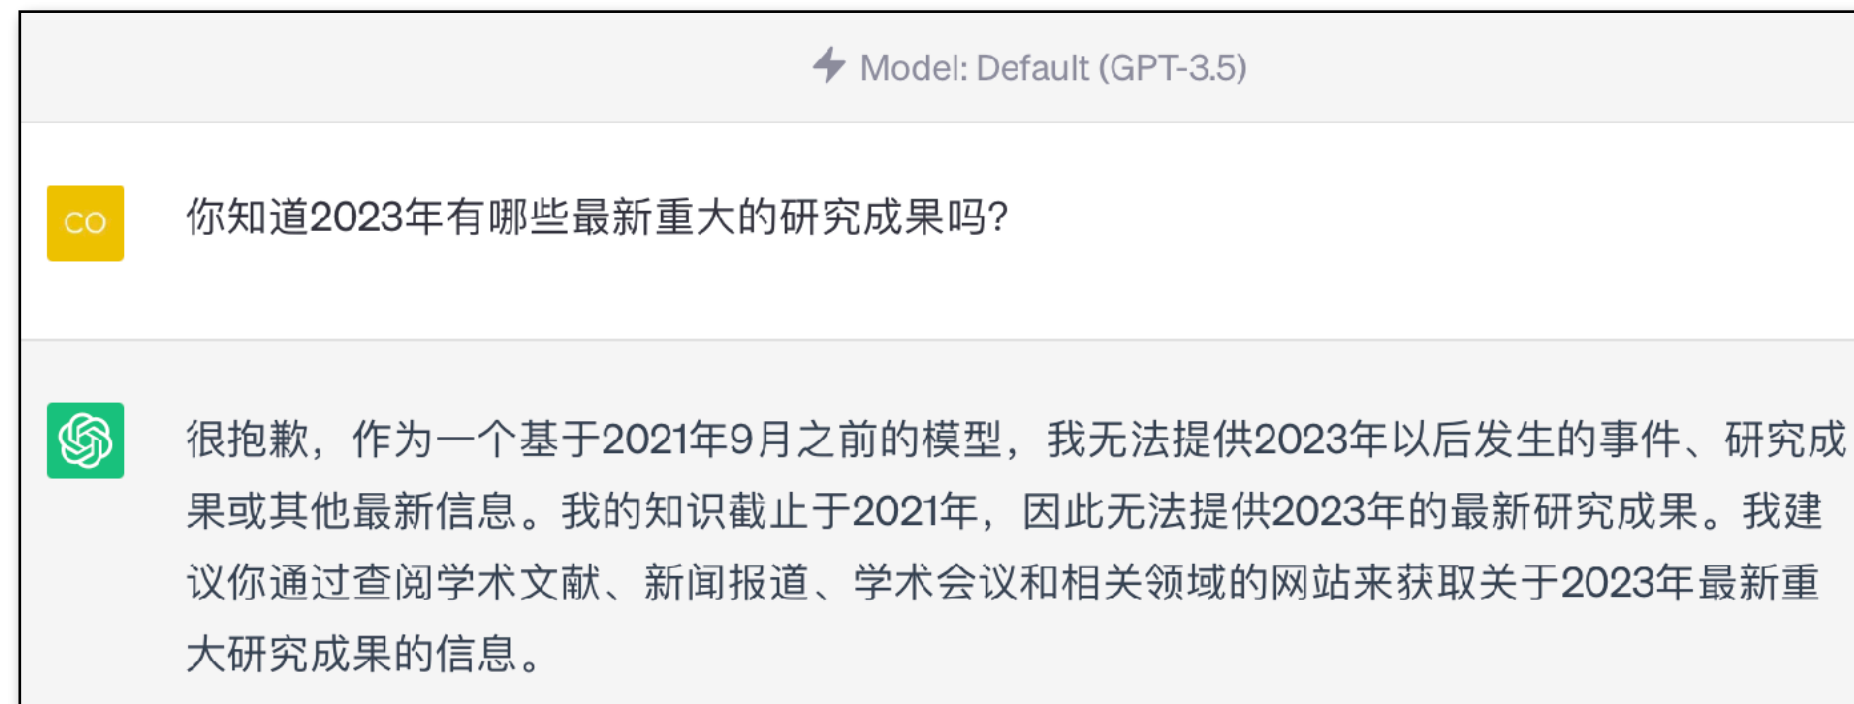 Model: Default (GPT-3.5)
CO
你知道2023年有哪些最新重大的研究成果吗?
很抱歉，作为一个基于2021年9月之前的模型，我无法提供2023年以后发生的事件、研究成
果或其他最新信息。我的知识截止于2021年，因此无法提供2023年的最新研究成果。我建
议你通过查阅学术文献、新闻报道、学术会议和相关领域的网站来获取关于2023年最新重
大研究成果的信息。